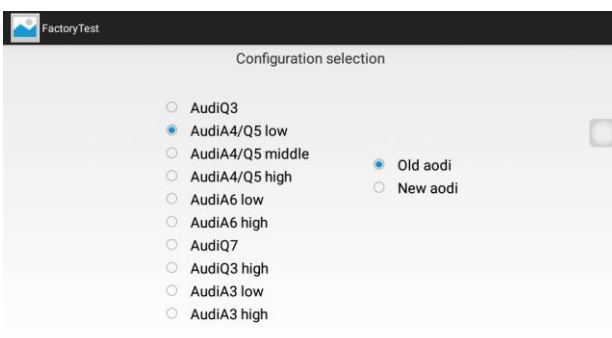 FactoryTest
Configuration selection
AudiQ3
AudiA4/Q5 low
AudiA4/Q5 middle
AudiA4/Q5 high
AudiA6 low
AudiA6 high
AudiQ7
AudiQ3 high
AudiA3 low
AudiA3 high
Old aodi
New aodi